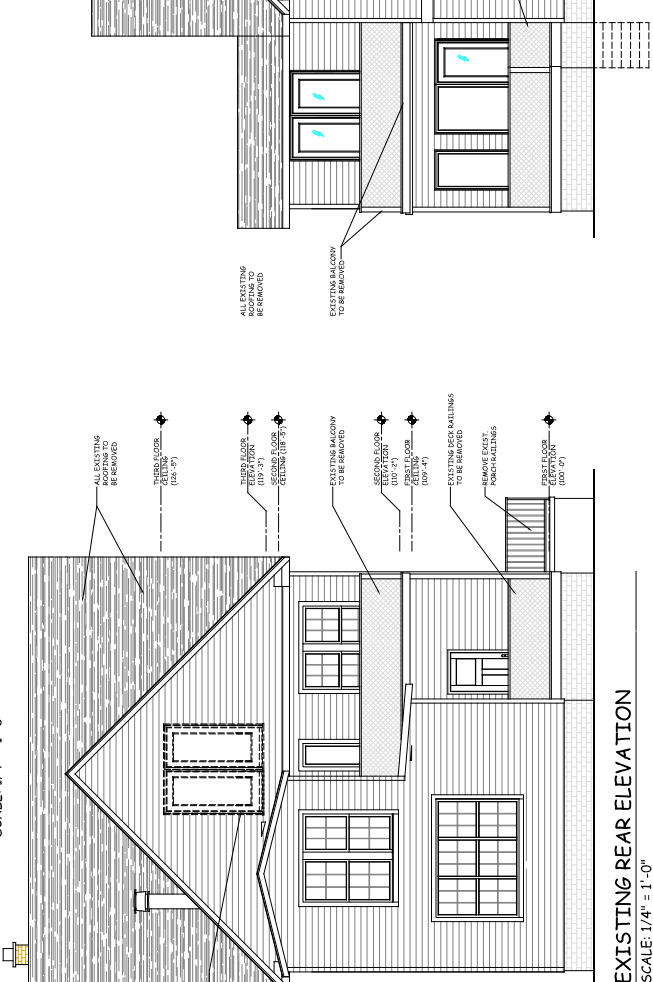 ALL EXISTING
ROOFING TO
BE REMOVED
EXISTING BALCONY
TO BE REMOVED
ALL EXISTING
ROOFING TO
BE REMOVED
THIRD FLOOR
CEILING
(126'-5")
THIRD FLOOR
ELEVATION
(119'-3")
SECOND FLOOR
CEILING (118'-5")
EXISTING BALCONY
TO BE REMOVED
SECOND FLOOR
ELEVATION
(110'-2")
FIRST FLOOR
CEILING
(109'-4")
EXISTING DECK RAILINGS
TO BE REMOVED
REMOVE EXIST.
PORCH RAILINGS
FIRST FLOOR
ELEVATION
(100'-0")
EXISTING REAR ELEVATION
SCALE: 1/4" = 1'-0"